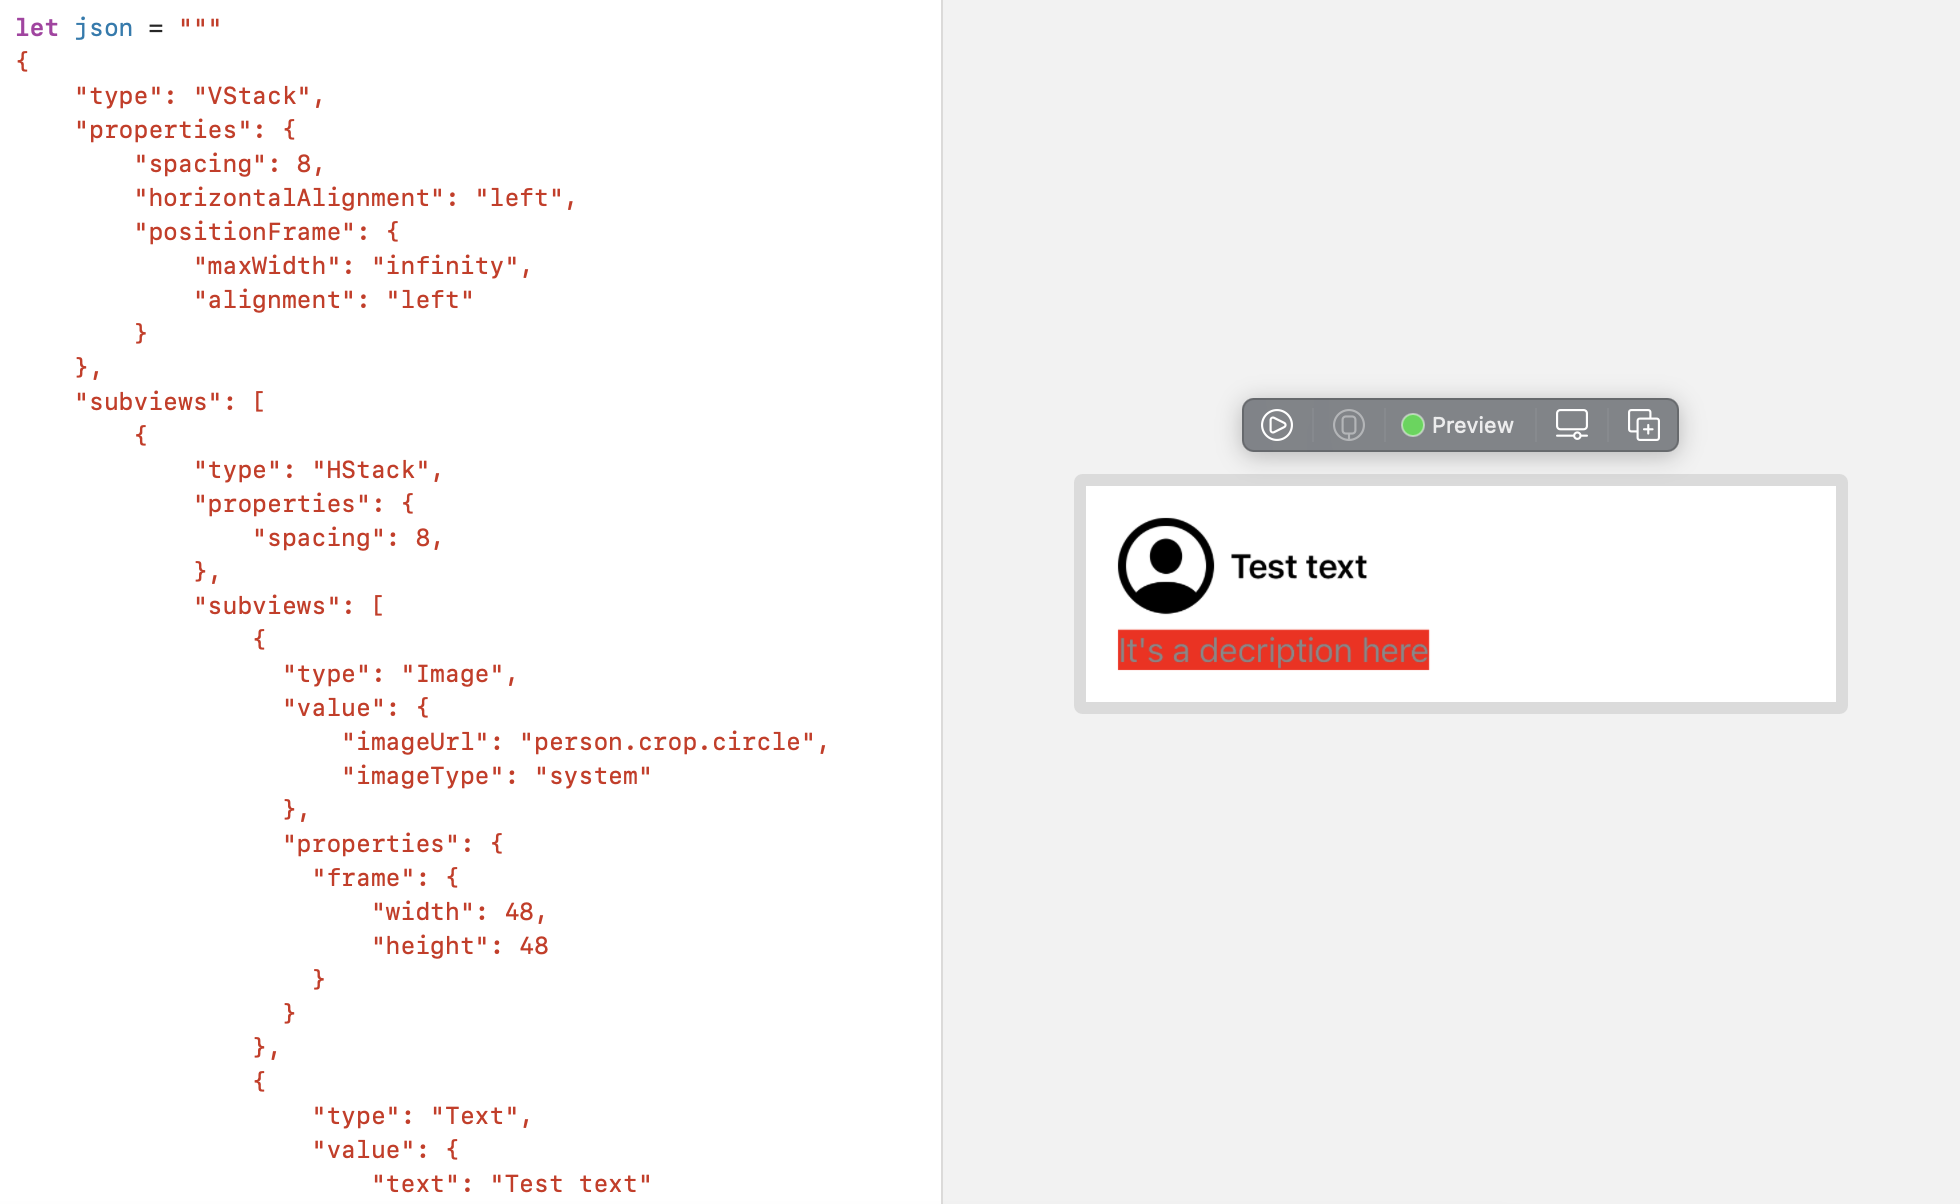 let json = """
{
    "type": "VStack",
    "properties": {
        "spacing": 8,
        "horizontalAlignment": "left",
        "positionFrame": {
            "maxWidth": "infinity",
            "alignment": "left"
        }
    },
    "subviews": [
        {
            "type": "HStack",
            "properties": {
                "spacing": 8,
            },
            "subviews": [
                {
                  "type": "Image",
                  "value": {
                      "imageUrl": "person.crop.circle",
                      "imageType": "system"
                  },
                  "properties": {
                    "frame": {
                        "width": 48,
                        "height": 48
                    }
                  }
                },
                {
                    "type": "Text",
                    "value": {
                        "text": "Test text"
Preview
Test text
It's a decription here